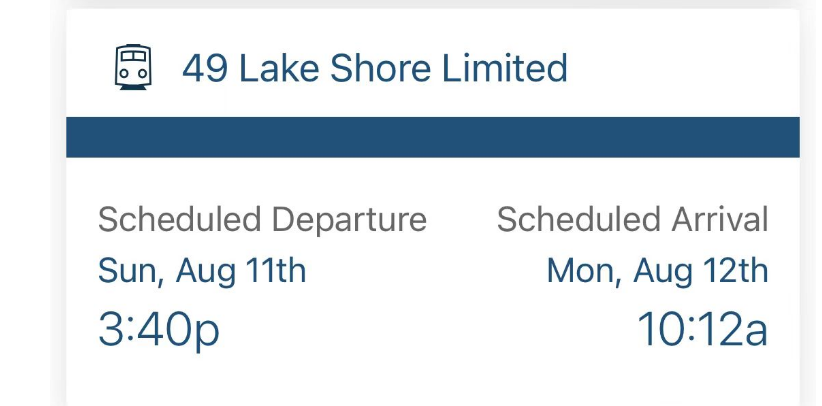 49 Lake Shore Limited
Scheduled Departure Scheduled Arrival
Sun, Aug 11th Mon, Aug 12th
3:40p 10:12a